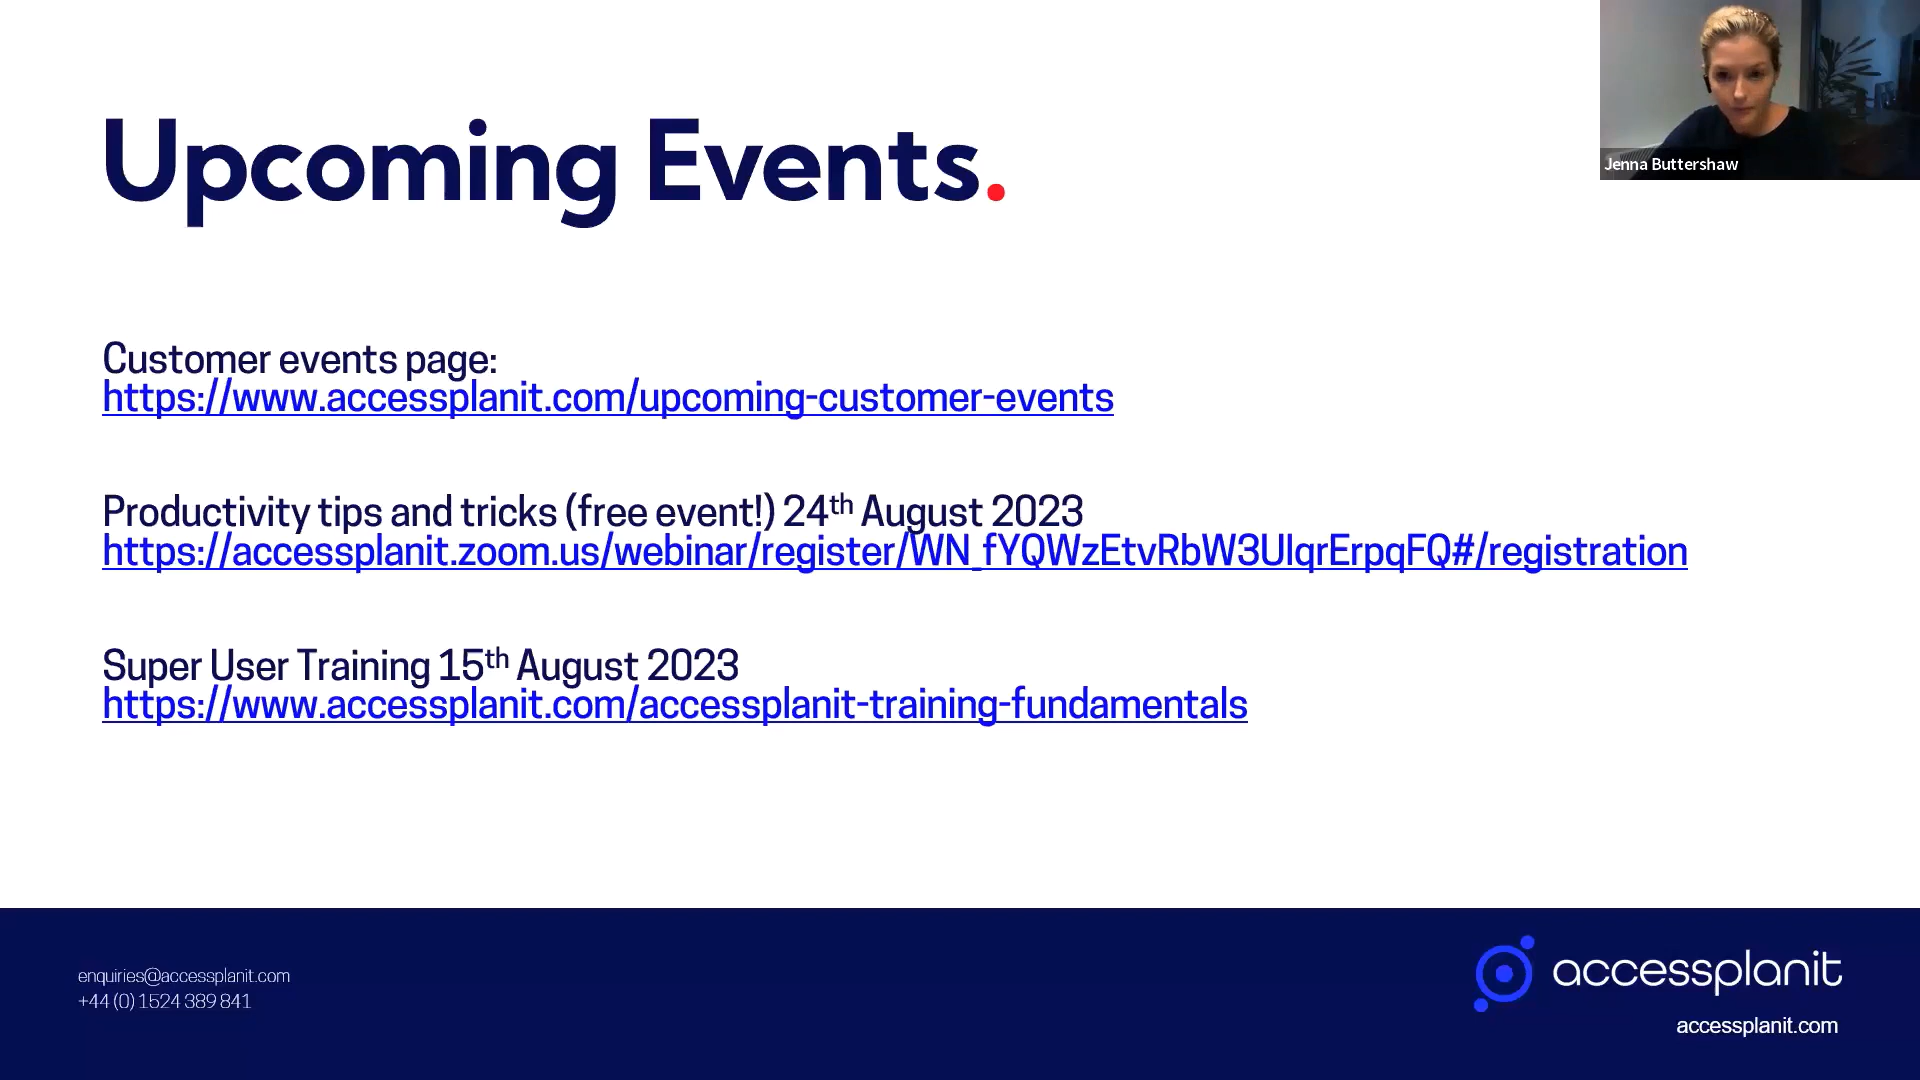 Upcoming Events.
Jenna Buttershaw
Customer events page:
https://www.accessplanit.com/upcoming-customer-events
Productivity tips and tricks (free event!) 24th August 2023
https://accessplanit.zoom.us/webinar/register/WN_fYQWzEtvRbW3UIqrErpqFQ#/registration
Super User Training 15th August 2023
https://www.accessplanit.com/accessplanit-training-fundamentals
enquiries@accessplanit.com
+44 (0) 1524 389 841
accessplanit
accessplanit.com